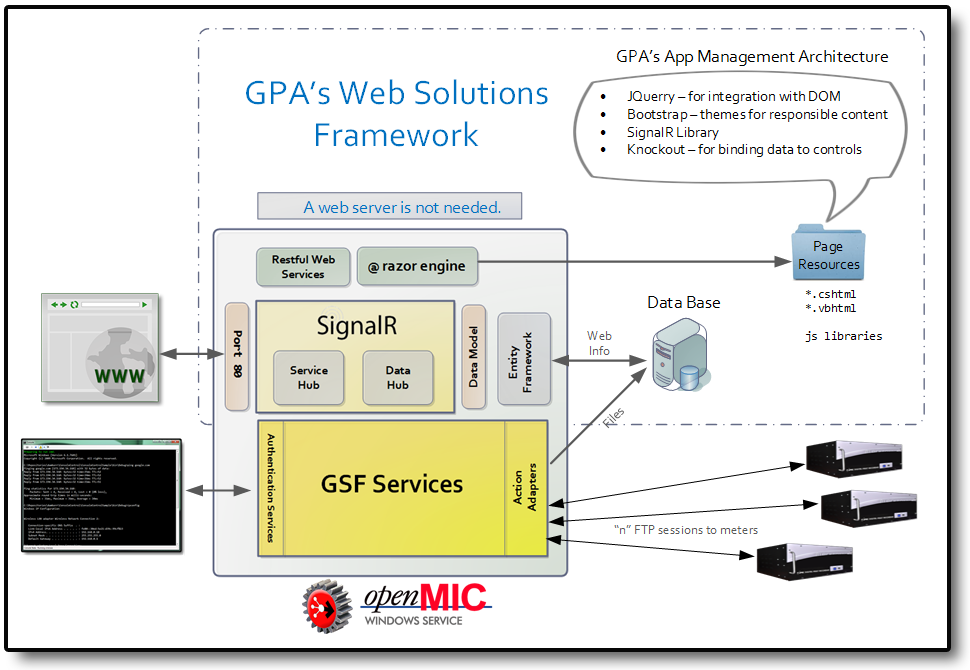 GPA's App Management Architecture
GPA's Web Solutions
Framework
• JQuerry – for integration with DOM
• Bootstrap – themes for responsible content
• SignalR Library
• Knockout – for binding data to controls
A web server is not needed.
Restful Web
Services
@ razor engine
Page
Resources
*.cshtml
*.vbhtml
js libraries
Data Base
Port 80
SignalR
Service
Hub
Data
Hub
Data Model
Entity
Framework
Web
Info
WWW
Files
Authentication Services
GSF Services
Action
Adapters
"n" FTP sessions to meters
openMIC
WINDOWS SERVICE